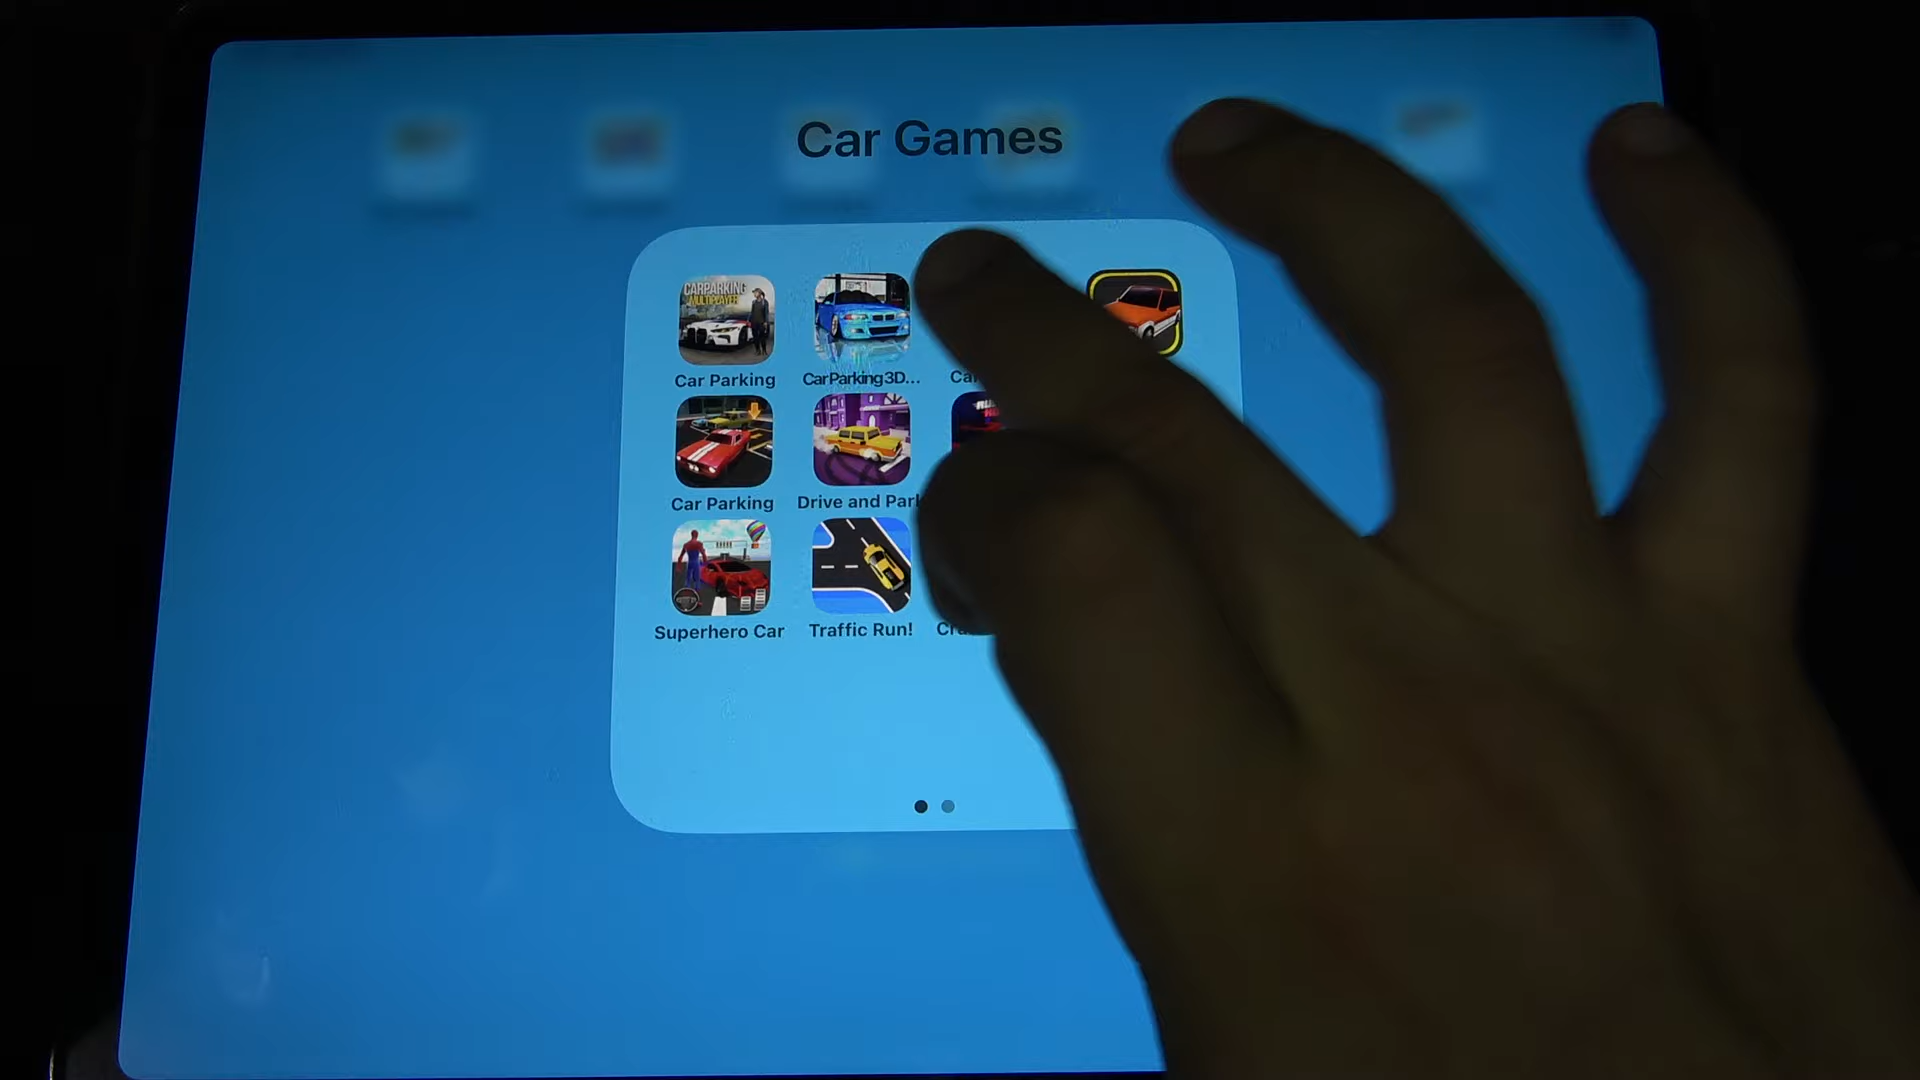 Car Games
CARPARKING
MULTIPLAYER
Car Parking
CarParking3D...
Car Parking
Drive and Park
Superhero Car
Traffic Run!